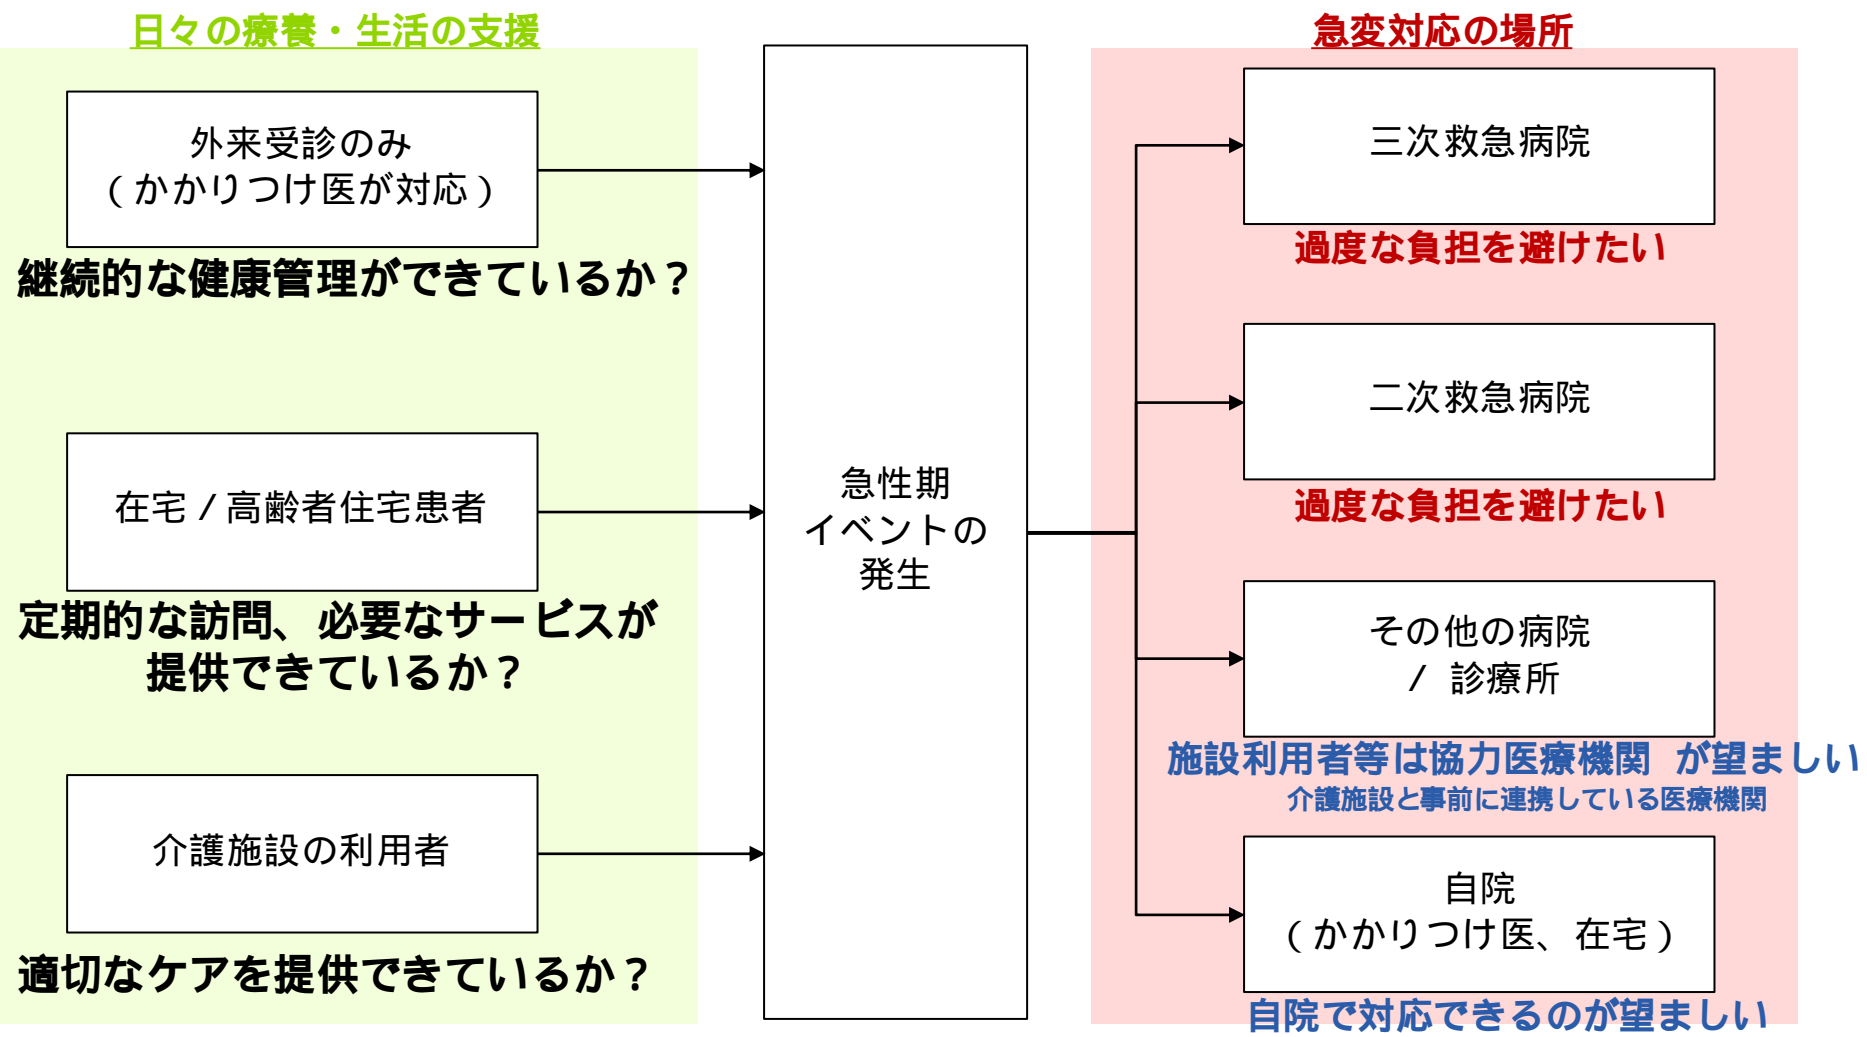 日々の療養・生活の支援
外来受診のみ
（かかりつけ医が対応）
継続的な健康管理ができているか？
在宅／高齢者住宅患者
定期的な訪問、必要なサービスが
提供できているか？
介護施設の利用者
適切なケアを提供できているか？
急性期
イベントの
発生
急変対応の場所
三次救急病院
過度な負担を避けたい
二次救急病院
過度な負担を避けたい
その他の病院
／ 診療所
施設利用者等は協力医療機関 が望ましい
介護施設と事前に連携している医療機関
自院
（かかりつけ医、在宅）
自院で対応できるのが望ましい